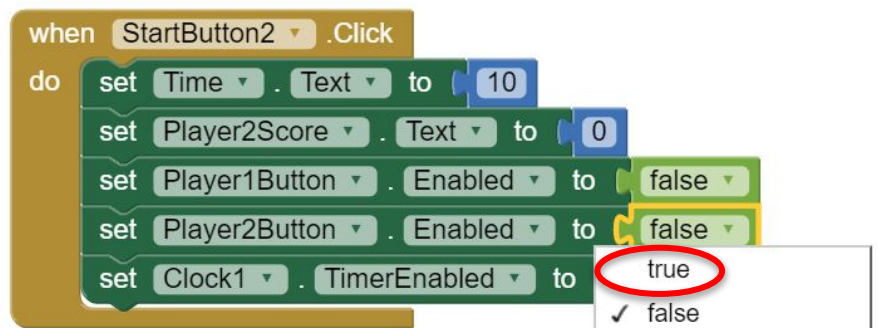 when StartButton2 .Click
do set Time . Text to 10
set Player2Score . Text to 0
set Player1Button . Enabled to false
set Player2Button . Enabled to false
set Clock1 . TimerEnabled to
true
✓ false